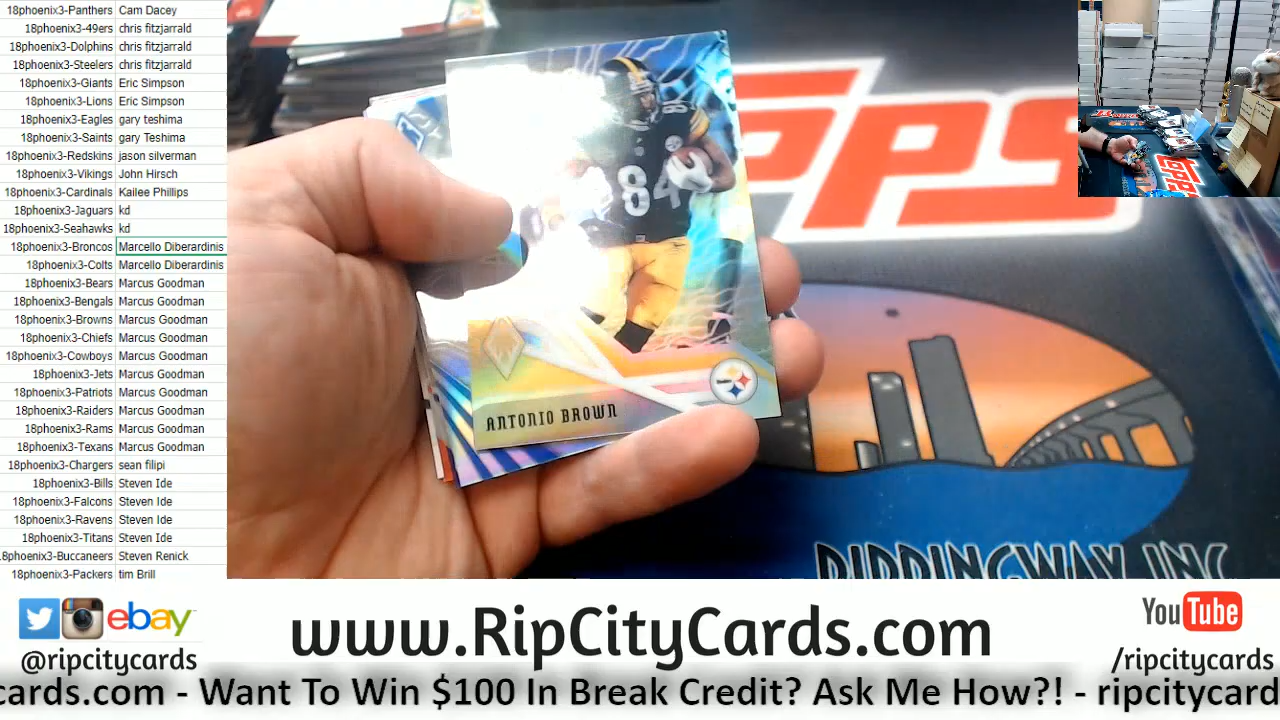 18phoenix3-Panthers Cam Dacey
18phoenix3-49ers chris fitzjarrald
18phoenix3-Dolphins chris fitzjarrald
18phoenix3-Steelers chris fitzjarrald
18phoenix3-Giants Eric Simpson
18phoenix3-Lions Eric Simpson
18phoenix3-Eagles gary teshima
18phoenix3-Saints gary Teshima
18phoenix3-Redskins jason silverman
18phoenix3-Vikings John Hirsch
18phoenix3-Cardinals Kailee Phillips
18phoenix3-Jaguars kd
18phoenix3-Seahawks kd
18phoenix3-Broncos Marcello Diberardinis
18phoenix3-Colts Marcello Diberardinis
18phoenix3-Bears Marcus Goodman
18phoenix3-Bengals Marcus Goodman
18phoenix3-Browns Marcus Goodman
18phoenix3-Chiefs Marcus Goodman
18phoenix3-Cowboys Marcus Goodman
18phoenix3-Jets Marcus Goodman
18phoenix3-Patriots Marcus Goodman
18phoenix3-Raiders Marcus Goodman
18phoenix3-Rams Marcus Goodman
18phoenix3-Texans Marcus Goodman
18phoenix3-Chargers sean filipi
18phoenix3-Bills Steven Ide
18phoenix3-Falcons Steven Ide
18phoenix3-Ravens Steven Ide
18phoenix3-Titans Steven Ide
18phoenix3-Buccaneers Steven Renick
18phoenix3-Packers tim Brill
84
84
ANTONIO BROWN
Topps
RIPPINGWAX INC
ebay
@ripcitycards
www.RipCityCards.com
YouTube
/ripcitycards
cards.com - Want To Win $100 In Break Credit? Ask Me How?! - ripcitycard